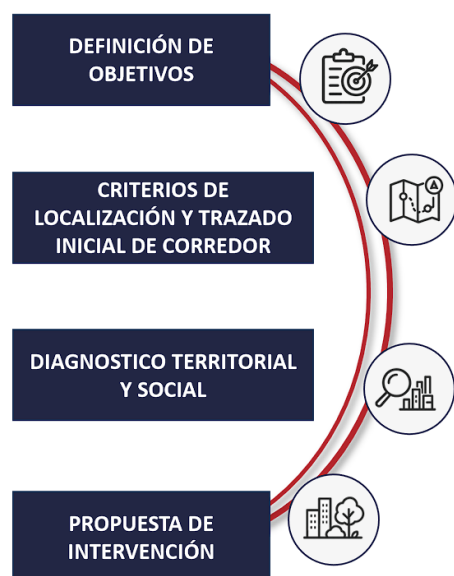 DEFINICIÓN DE
OBJETIVOS
CRITERIOS DE
LOCALIZACIÓN Y TRAZADO
INICIAL DE CORREDOR
DIAGNOSTICO TERRITORIAL
Y SOCIAL
PROPUESTA DE
INTERVENCIÓN